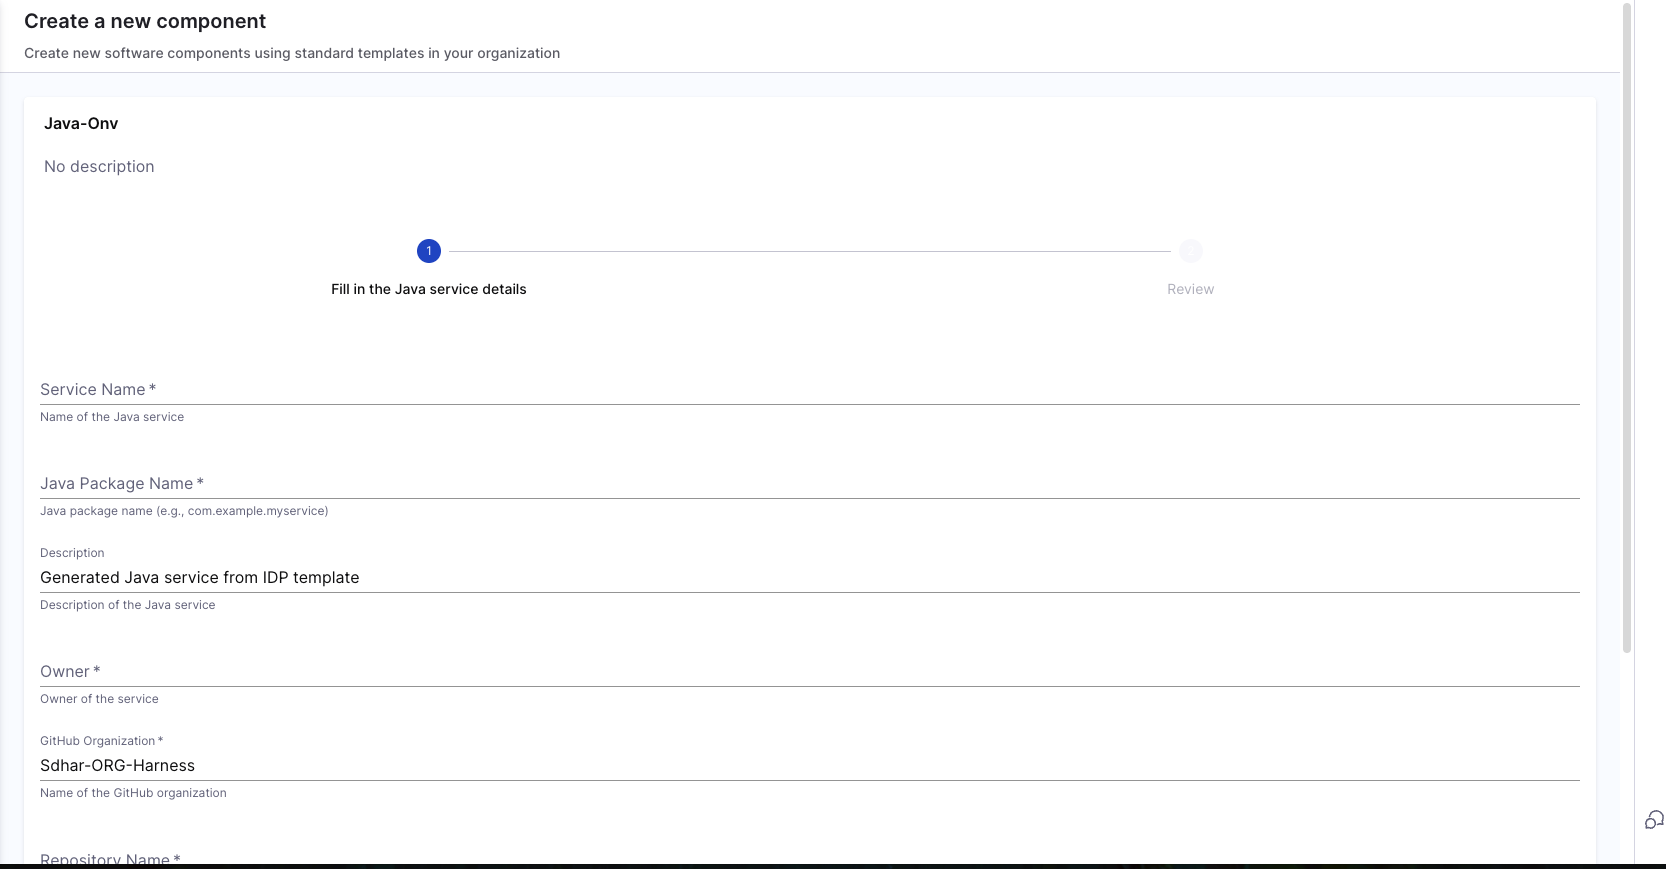 Create a new component
Create new software components using standard templates in your organization
Java-Onv
No description
1
Fill in the Java service details
Review
Service Name *
Name of the Java service
Java Package Name *
Java package name (e.g., com.example.myservice)
Description
Generated Java service from IDP template
Description of the Java service
Owner *
Owner of the service
GitHub Organization *
Sdhar-ORG-Harness
Name of the GitHub organization
Repository Name *